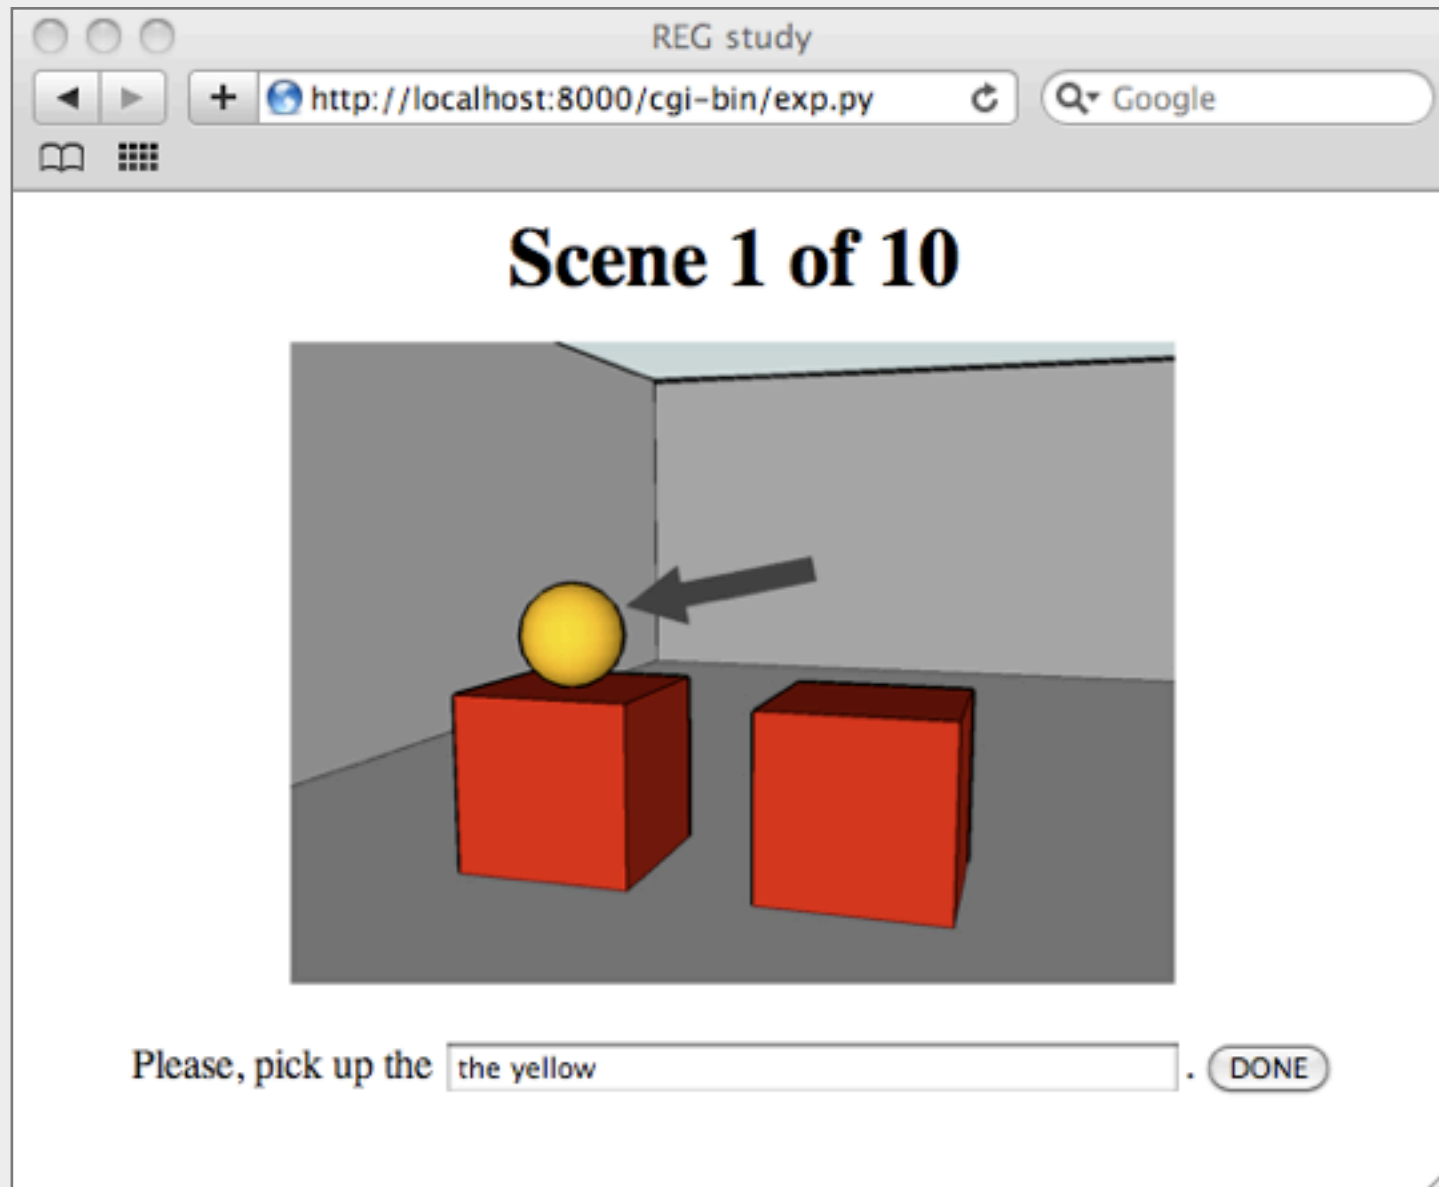 REG study
+ http://localhost:8000/cgi-bin/exp.py Google
Scene 1 of 10
Please, pick up the the yellow . DONE